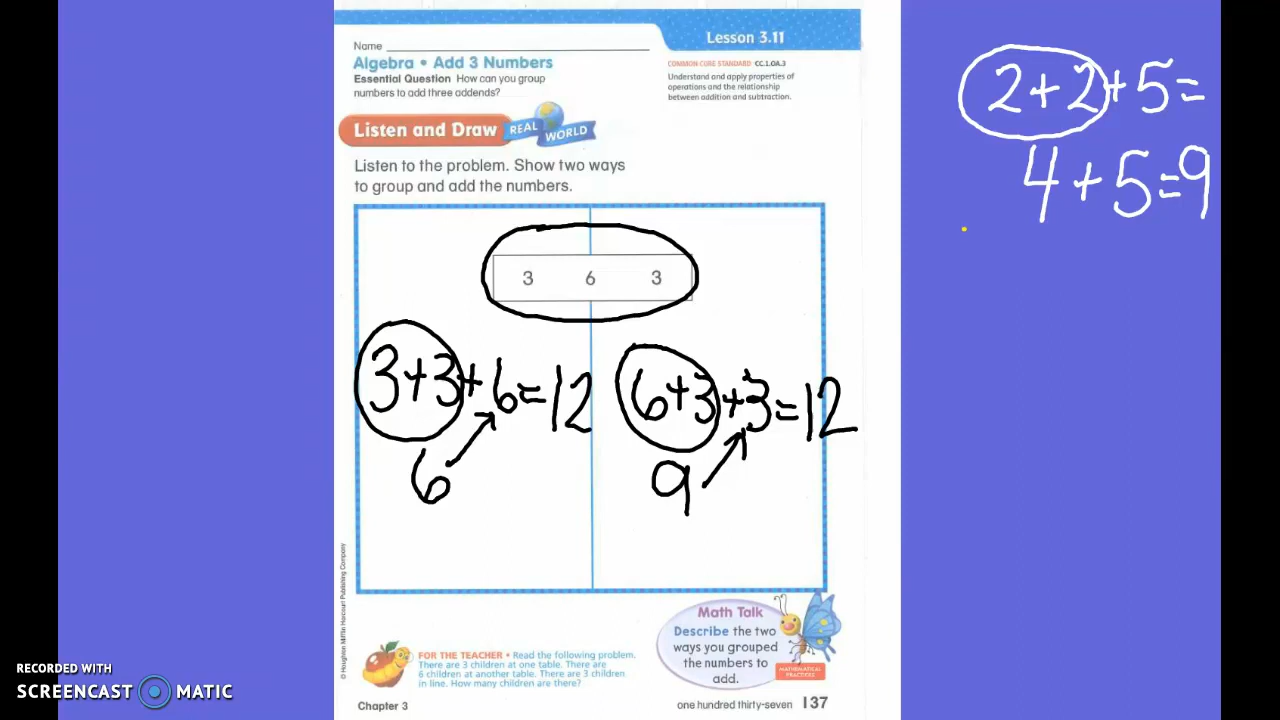 Lesson 3.11
Name
Algebra • Add 3 Numbers
Essential Question How can you group
numbers to add three addends?
COMMON CORE STANDARD CC.1.OA.3
Understand and apply properties of
operations and the relationship
between addition and subtraction.
Listen and Draw REAL WORLD
Listen to the problem. Show two ways
to group and add the numbers.
2+2+5=
4+5=9
3 6 3
3+3+6=12
6
6+3+3=12
9
Math Talk
Describe the two
ways you grouped
the numbers to
add.
MATHEMATICAL
PRACTICES
FOR THE TEACHER • Read the following problem.
There are 3 children at one table. There are
6 children at another table. There are 3 children
in line. How many children are there?
© Houghton Mifflin Harcourt Publishing Company
Chapter 3
one hundred thirty-seven 137
RECORDED WITH
SCREENCAST MATIC